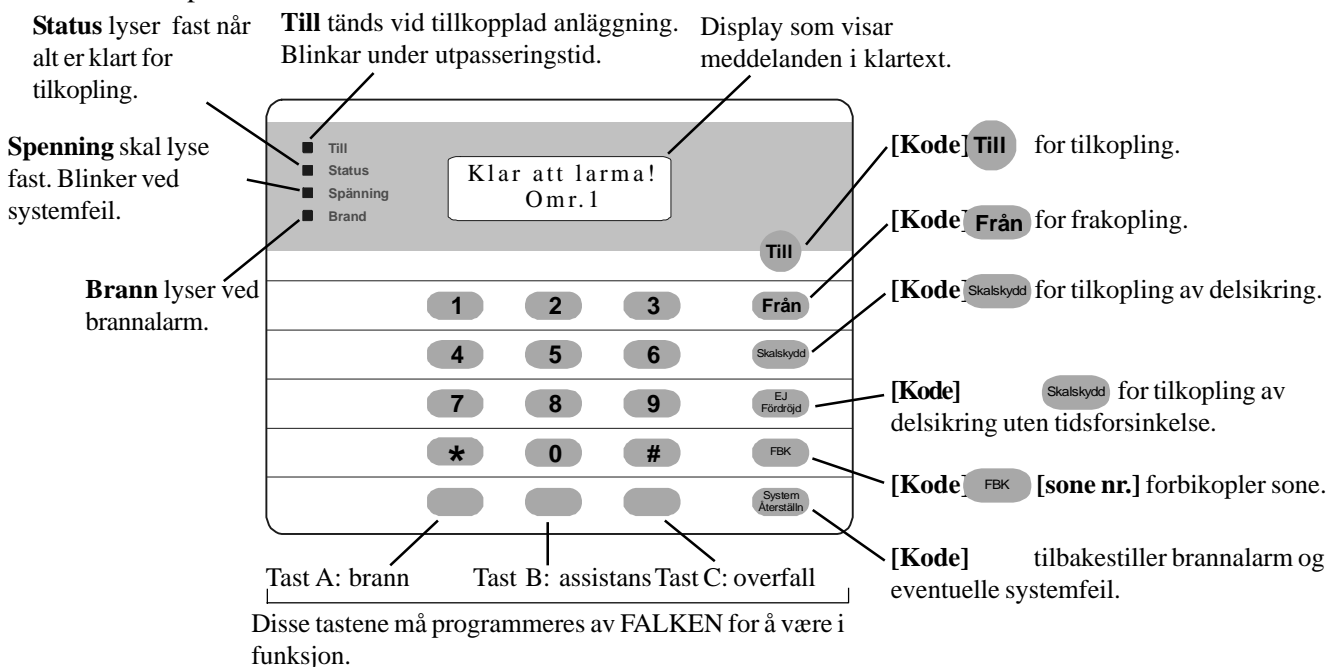 Status lyser fast når
alt er klart for
tilkopling.
Till tänds vid tillkopplad anläggning.
Blinkar under utpasseringstid.
Display som visar
meddelanden i klartext.
Spenning skal lyse
fast. Blinker ved
systemfeil.
Brann lyser ved
brannalarm.
Till
Status
Spänning
Brand
Klar att larma!
Omr.1
Till
1 2 3 Från
4 5 6 Skalskydd
7 8 9 EJ
Fördröjd
* 0 # FBK
System
Återställn
[Kode] Till for tilkopling.
[Kode] Från for frakopling.
[Kode] Skalskydd for tilkopling av delsikring.
[Kode] Skalskydd for tilkopling av
delsikring uten tidsforsinkelse.
[Kode] FBK [sone nr.] forbikopler sone.
[Kode] tilbakestiller brannalarm og
eventuelle systemfeil.
Tast A: brann Tast B: assistans Tast C: overfall
Disse tastene må programmeres av FALKEN for å være i
funksjon.